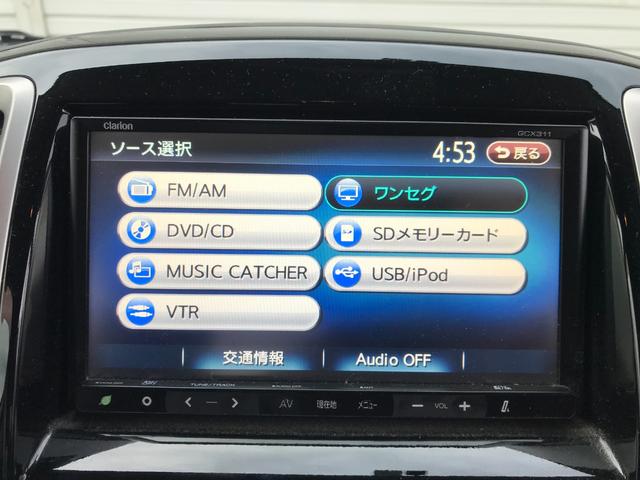 clarion GCX311
ソース選択 4:53 戻る
FM/AM ワンセグ
DVD/CD SDメモリーカード
MUSIC CATCHER USB/iPod
VTR
交通情報 Audio OFF
TUNE/TRACK
AV 現在地 メニュー VOL